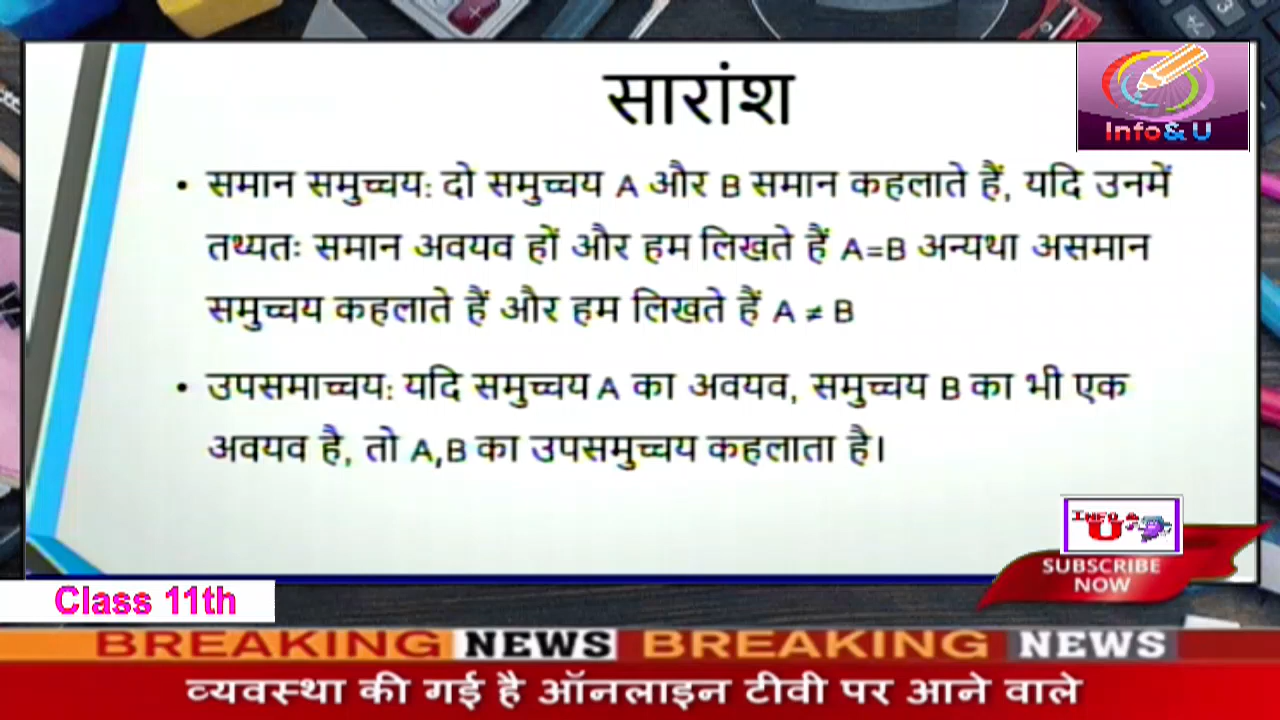 सारांश
Info & U
• समान समुच्चय: दो समुच्चय A और B समान कहलाते हैं, यदि उनमें
तथ्यतः समान अवयव हों और हम लिखते हैं A=B अन्यथा असमान
समुच्चय कहलाते हैं और हम लिखते हैं A ≠ B
• उपसमाच्चय: यदि समुच्चय A का अवयव, समुच्चय B का भी एक
अवयव है, तो A,B का उपसमुच्चय कहलाता है।
INFO &
U
SUBSCRIBE
NOW
Class 11th
BREAKING NEWS BREAKING NEWS
व्यवस्था की गई है ऑनलाइन टीवी पर आने वाले